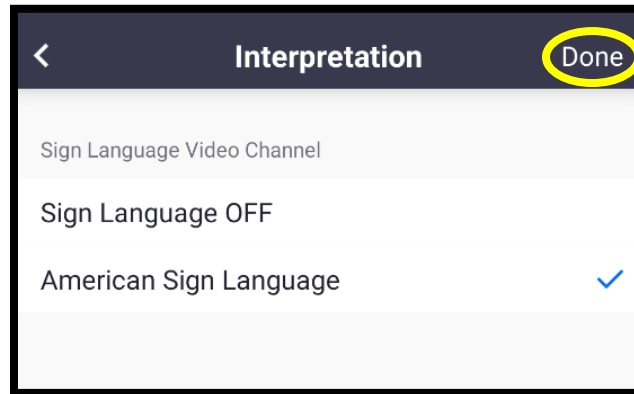 Interpretation Done
Sign Language Video Channel
Sign Language OFF
American Sign Language